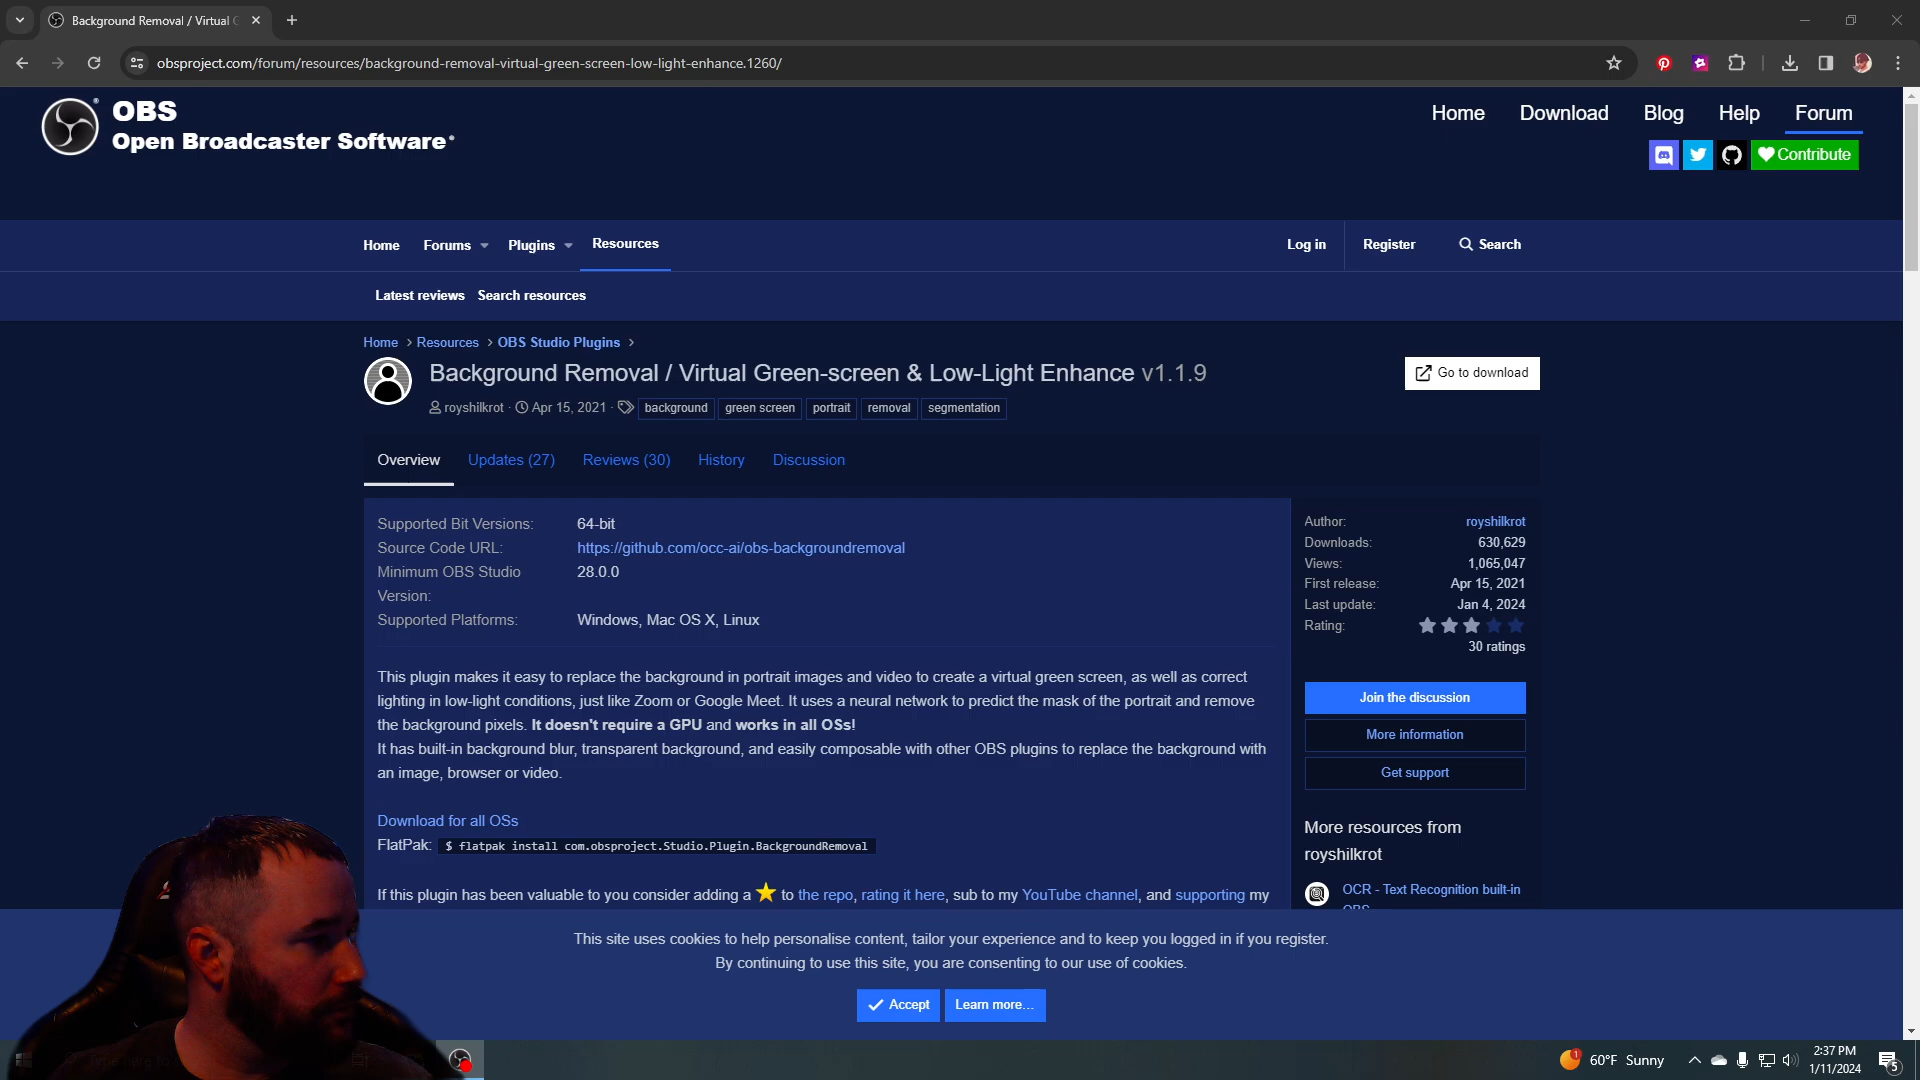 Background Removal / Virtual G
obsproject.com/forum/resources/background-removal-virtual-green-screen-low-light-enhance.1260/
OBS
Open Broadcaster Software
Home Download Blog Help Forum
Contribute
Home Forums Plugins Resources
Log in Register Search
Latest reviews Search resources
Home › Resources › OBS Studio Plugins ›
Background Removal / Virtual Green-screen & Low-Light Enhance v1.1.9
Go to download
royshilkrot · Apr 15, 2021 · background green screen portrait removal segmentation
Overview Updates (27) Reviews (30) History Discussion
Supported Bit Versions: 64-bit
Source Code URL: https://github.com/occ-ai/obs-backgroundremoval
Minimum OBS Studio 28.0.0
Version:
Supported Platforms: Windows, Mac OS X, Linux
This plugin makes it easy to replace the background in portrait images and video to create a virtual green screen, as well as correct
lighting in low-light conditions, just like Zoom or Google Meet. It uses a neural network to predict the mask of the portrait and remove
the background pixels. It doesn't require a GPU and works in all OSs!
It has built-in background blur, transparent background, and easily composable with other OBS plugins to replace the background with
an image, browser or video.
Download for all OSs
FlatPak: $ flatpak install com.obsproject.Studio.Plugin.BackgroundRemoval
If this plugin has been valuable to you consider adding a ⭐ to the repo, rating it here, sub to my YouTube channel, and supporting my
Author: royshilkrot
Downloads: 630,629
Views: 1,065,047
First release: Apr 15, 2021
Last update: Jan 4, 2024
Rating:
30 ratings
Join the discussion
More information
Get support
More resources from
royshilkrot
OCR - Text Recognition built-in
OBS
This site uses cookies to help personalise content, tailor your experience and to keep you logged in if you register.
By continuing to use this site, you are consenting to our use of cookies.
Accept Learn more…
1
60°F Sunny
2:37 PM
1/11/2024
5